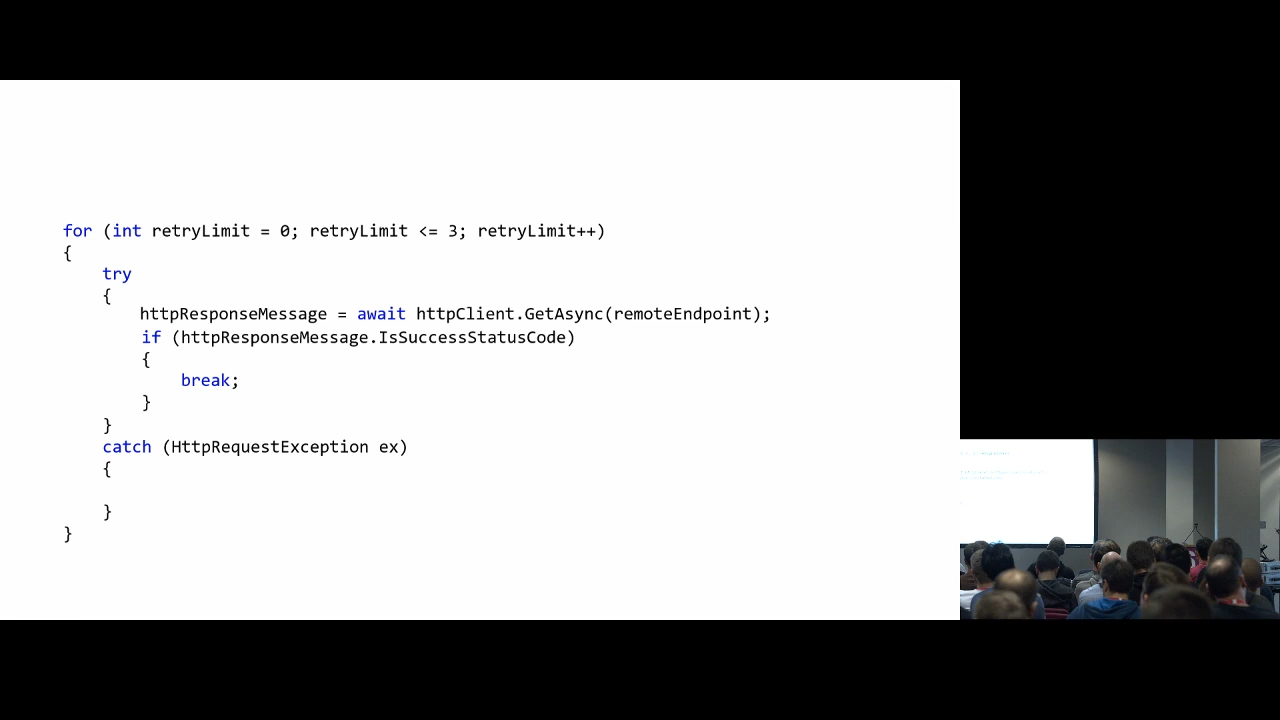 for (int retryLimit = 0; retryLimit <= 3; retryLimit++)
{
    try
    {
        httpResponseMessage = await httpClient.GetAsync(remoteEndpoint);
        if (httpResponseMessage.IsSuccessStatusCode)
        {
            break;
        }
    }
    catch (HttpRequestException ex)
    {

    }
}